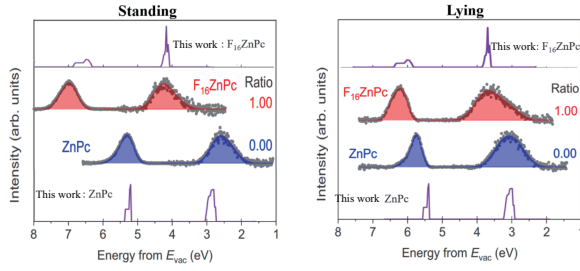 Standing
This work : F₁₆ZnPc
F₁₆ZnPc
Ratio
1.00
ZnPc
0.00
This work : ZnPc
Intensity (arb. units)
8 7 6 5 4 3 2 1
Energy from Evac (eV)
Lying
This work : F₁₆ZnPc
F₁₆ZnPc
Ratio
1.00
ZnPc
0.00
This work ZnPc
Intensity (arb. units)
7 6 5 4 3 2 1
Energy from Evac (eV)